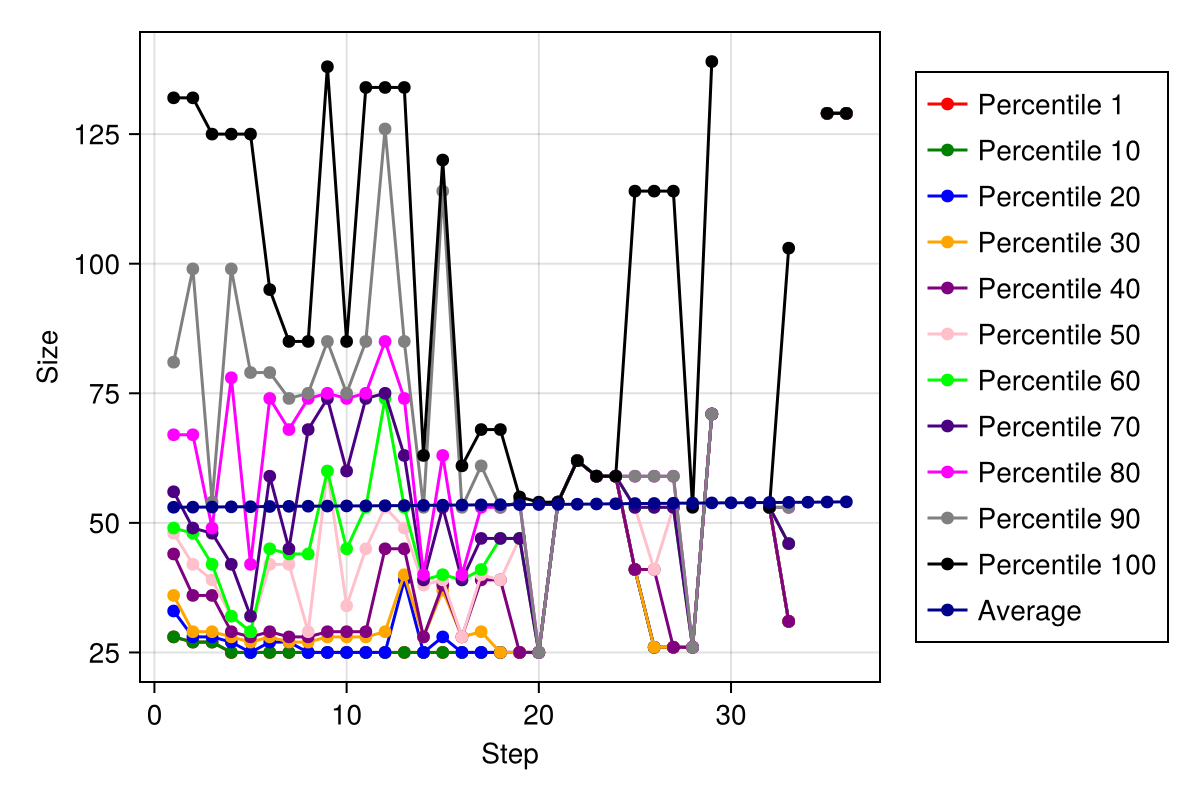 Size
125
100
75
50
25
0
10
20
30
Step
Percentile 1
Percentile 10
Percentile 20
Percentile 30
Percentile 40
Percentile 50
Percentile 60
Percentile 70
Percentile 80
Percentile 90
Percentile 100
Average